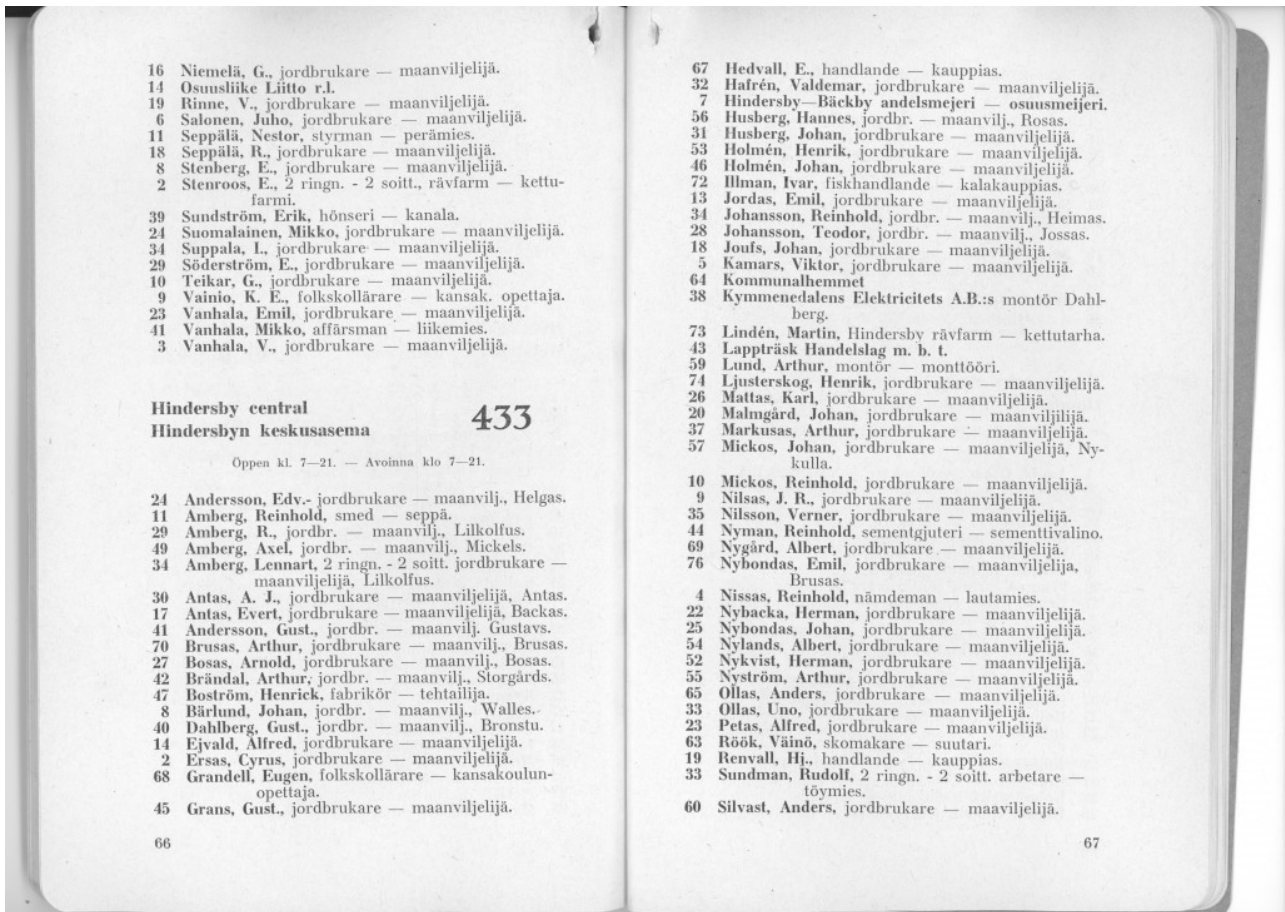 16 Niemelä, G., jordbrukare — maanviljelijä.
14 Osuusliike Liitto r.l.
19 Rinne, V., jordbrukare — maanviljelijä.
6 Salonen, Juho, jordbrukare — maanviljelijä.
11 Seppälä, Nestor, styrman — perämies.
18 Seppälä, R., jordbrukare — maanviljelijä.
8 Stenberg, E., jordbrukare — maanviljelijä.
2 Stenroos, E., 2 ringn. - 2 soitt., rävfarm — kettu-
farmi.
39 Sundström, Erik, hönseri — kanala.
24 Suomalainen, Mikko, jordbrukare — maanviljelijä.
34 Suppala, I., jordbrukare — maanviljelijä.
29 Söderström, E., jordbrukare — maanviljelijä.
10 Teikar, G., jordbrukare — maanviljelijä.
9 Vainio, K. E., folkskollärare — kansak. opettaja.
23 Vanhala, Emil, jordbrukare — maanviljelijä.
41 Vanhala, Mikko, affärsman — liikemies.
3 Vanhala, V., jordbrukare — maanviljelijä.
Hindersby central
Hindersbyn keskusasema
433
Öppen kl. 7—21. — Avoinna klo 7—21.
24 Andersson, Edv.- jordbrukare — maanvilj., Helgas.
11 Amberg, Reinhold, smed — seppä.
29 Amberg, R., jordbr. — maanvilj., Lilkolfus.
49 Amberg, Axel, jordbr. — maanvilj., Mickels.
34 Amberg, Lennart, 2 ringn. - 2 soitt. jordbrukare —
maanviljelijä, Lilkolfus.
30 Antas, A. J., jordbrukare — maanviljelijä, Antas.
17 Antas, Evert, jordbrukare — maanviljelijä, Backas.
41 Andersson, Gust., jordbr. — maanvilj. Gustavs.
70 Brusas, Arthur, jordbrukare — maanvilj., Brusas.
27 Bosas, Arnold, jordbrukare — maanvilj., Bosas.
42 Brändal, Arthur, jordbr. — maanvilj., Storgårds.
47 Boström, Henrick, fabrikör — tehtailija.
8 Bärlund, Johan, jordbr. — maanvilj., Walles.
40 Dahlberg, Gust., jordbr. — maanvilj., Bronstu.
14 Ejvald, Alfred, jordbrukare — maanviljelijä.
2 Ersas, Cyrus, jordbrukare — maanviljelijä.
68 Grandell, Eugen, folkskollärare — kansakoulun-
opettaja.
45 Grans, Gust., jordbrukare — maanviljelijä.
66
67 Hedvall, E., handlande — kauppias.
32 Hafrén, Valdemar, jordbrukare — maanviljelijä.
7 Hindersby—Bäckby andelsmejeri — osuusmeijeri.
56 Husberg, Hannes, jordbr. — maanvilj., Rosas.
31 Husberg, Johan, jordbrukare — maanviljelijä.
53 Holmén, Henrik, jordbrukare — maanviljelijä.
46 Holmén, Johan, jordbrukare — maanviljelijä.
72 Illman, Ivar, fiskhandlande — kalakauppias.
13 Jordas, Emil, jordbrukare — maanviljelijä.
34 Johansson, Reinhold, jordbr. — maanvilj., Heimas.
28 Johansson, Teodor, jordbr. — maanvilj., Jossas.
18 Joufs, Johan, jordbrukare — maanviljelijä.
5 Kamars, Viktor, jordbrukare — maanviljelijä.
64 Kommunalhemmet
38 Kymmenedalens Elektricitets A.B.:s montör Dahl-
berg.
73 Lindén, Martin, Hindersby rävfarm — kettutarha.
43 Lappträsk Handelslag m. b. t.
59 Lund, Arthur, montör — monttööri.
74 Ljusterskog, Henrik, jordbrukare — maanviljelijä.
26 Mattas, Karl, jordbrukare — maanviljelijä.
20 Malmgård, Johan, jordbrukare — maanviljilijä.
37 Markusas, Arthur, jordbrukare — maanviljelijä.
57 Mickos, Johan, jordbrukare — maanviljelijä, Ny-
kulla.
10 Mickos, Reinhold, jordbrukare — maanviljelijä.
9 Nilsas, J. R., jordbrukare — maanviljelijä.
35 Nilsson, Verner, jordbrukare — maanviljelijä.
44 Nyman, Reinhold, sementgjuteri — sementtivalino.
69 Nygård, Albert, jordbrukare — maanviljelijä.
76 Nybondas, Emil, jordbrukare — maanviljelija,
Brusas.
4 Nissas, Reinhold, nämdeman — lautamies.
22 Nybacka, Herman, jordbrukare — maanviljelijä.
25 Nybondas, Johan, jordbrukare — maanviljelijä.
54 Nylands, Albert, jordbrukare — maanviljelijä.
52 Nykvist, Herman, jordbrukare — maanviljelijä.
55 Nyström, Arthur, jordbrukare — maanviljelijä.
65 Ollas, Anders, jordbrukare — maanviljelijä.
33 Ollas, Uno, jordbrukare — maanviljelijä.
23 Petas, Alfred, jordbrukare — maanviljelijä.
63 Röök, Väinö, skomakare — suutari.
19 Renvall, Hj., handlande — kauppias.
33 Sundman, Rudolf, 2 ringn. - 2 soitt. arbetare —
töymies.
60 Silvast, Anders, jordbrukare — maaviljelijä.
67